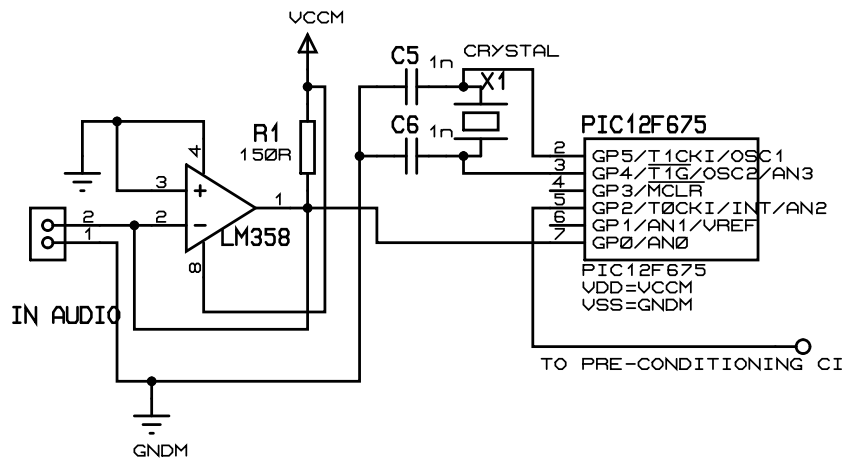 VCCM
CRYSTAL
C5
1n
X1
C6
1n
PIC12F675
R1
150R
4
3
1
2
2
1
8
LM358
IN AUDIO
2 GP5/T1CKI/OSC1
3 GP4/T1G/OSC2/AN3
4 GP3/MCLR
5 GP2/T0CKI/INT/AN2
6 GP1/AN1/VREF
7 GP0/AN0
PIC12F675
VDD=VCCM
VSS=GNDM
TO PRE-CONDITIONING CI
GNDM